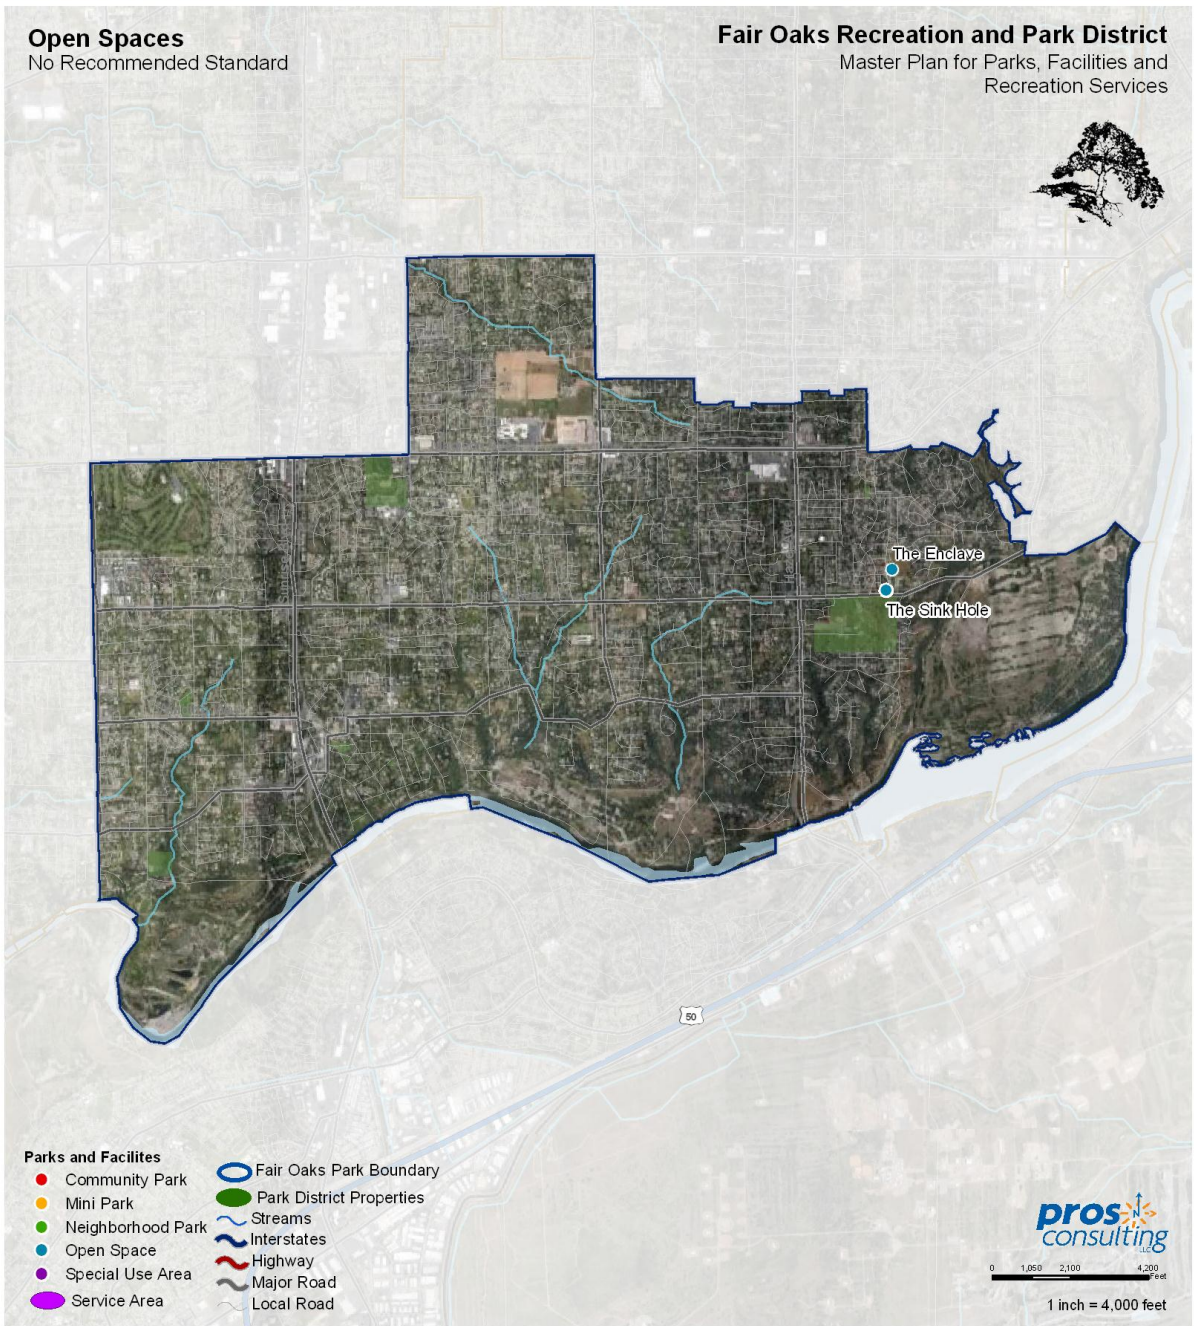 Open Spaces
No Recommended Standard
Fair Oaks Recreation and Park District
Master Plan for Parks, Facilities and
Recreation Services
The Enclave
The Sink Hole
50
Parks and Facilites
Community Park
Mini Park
Neighborhood Park
Open Space
Special Use Area
Service Area
Fair Oaks Park Boundary
Park District Properties
Streams
Interstates
Highway
Major Road
Local Road
pros
N
consulting
LLC
0 1,050 2,100 4,200
Feet
1 inch = 4,000 feet